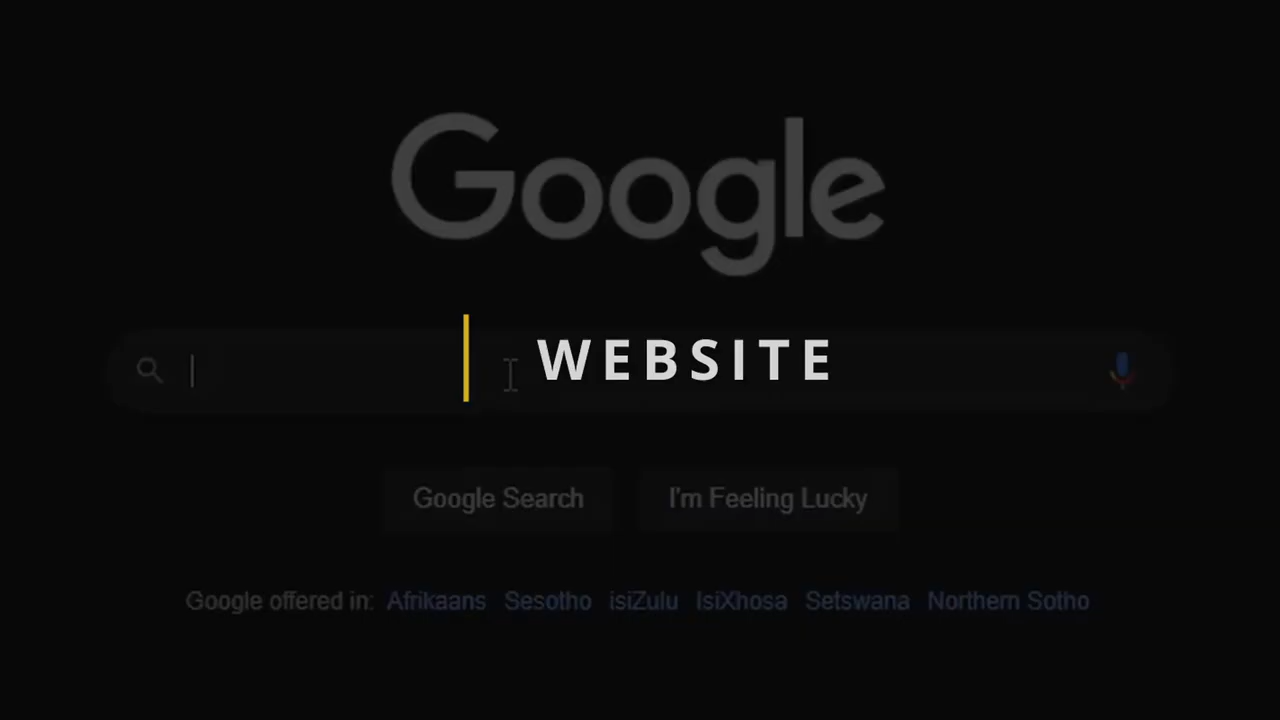 Google
WEBSITE
Google Search I'm Feeling Lucky
Google offered in: Afrikaans Sesotho isiZulu IsiXhosa Setswana Northern Sotho